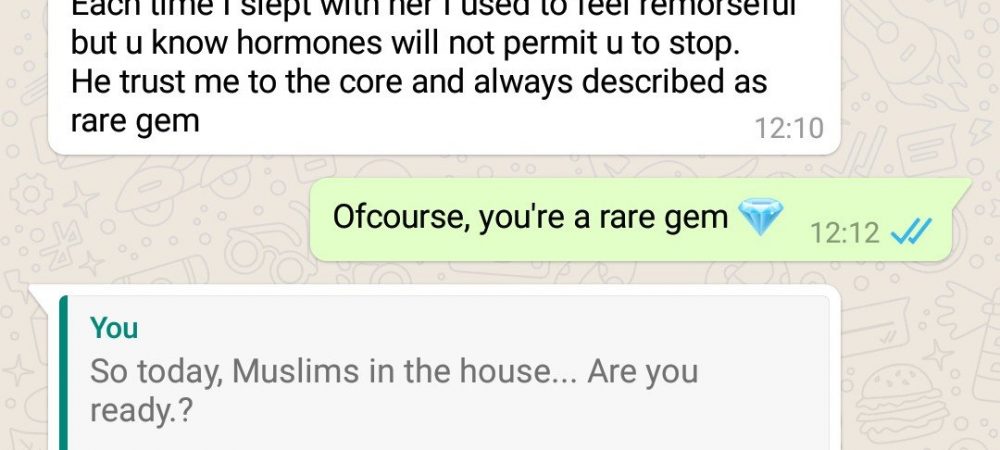 Each time I slept with her I used to feel remorseful
but u know hormones will not permit u to stop.
He trust me to the core and always described as
rare gem
12:10
Ofcourse, you're a rare gem 💎
12:12
You
So today, Muslims in the house... Are you
ready.?